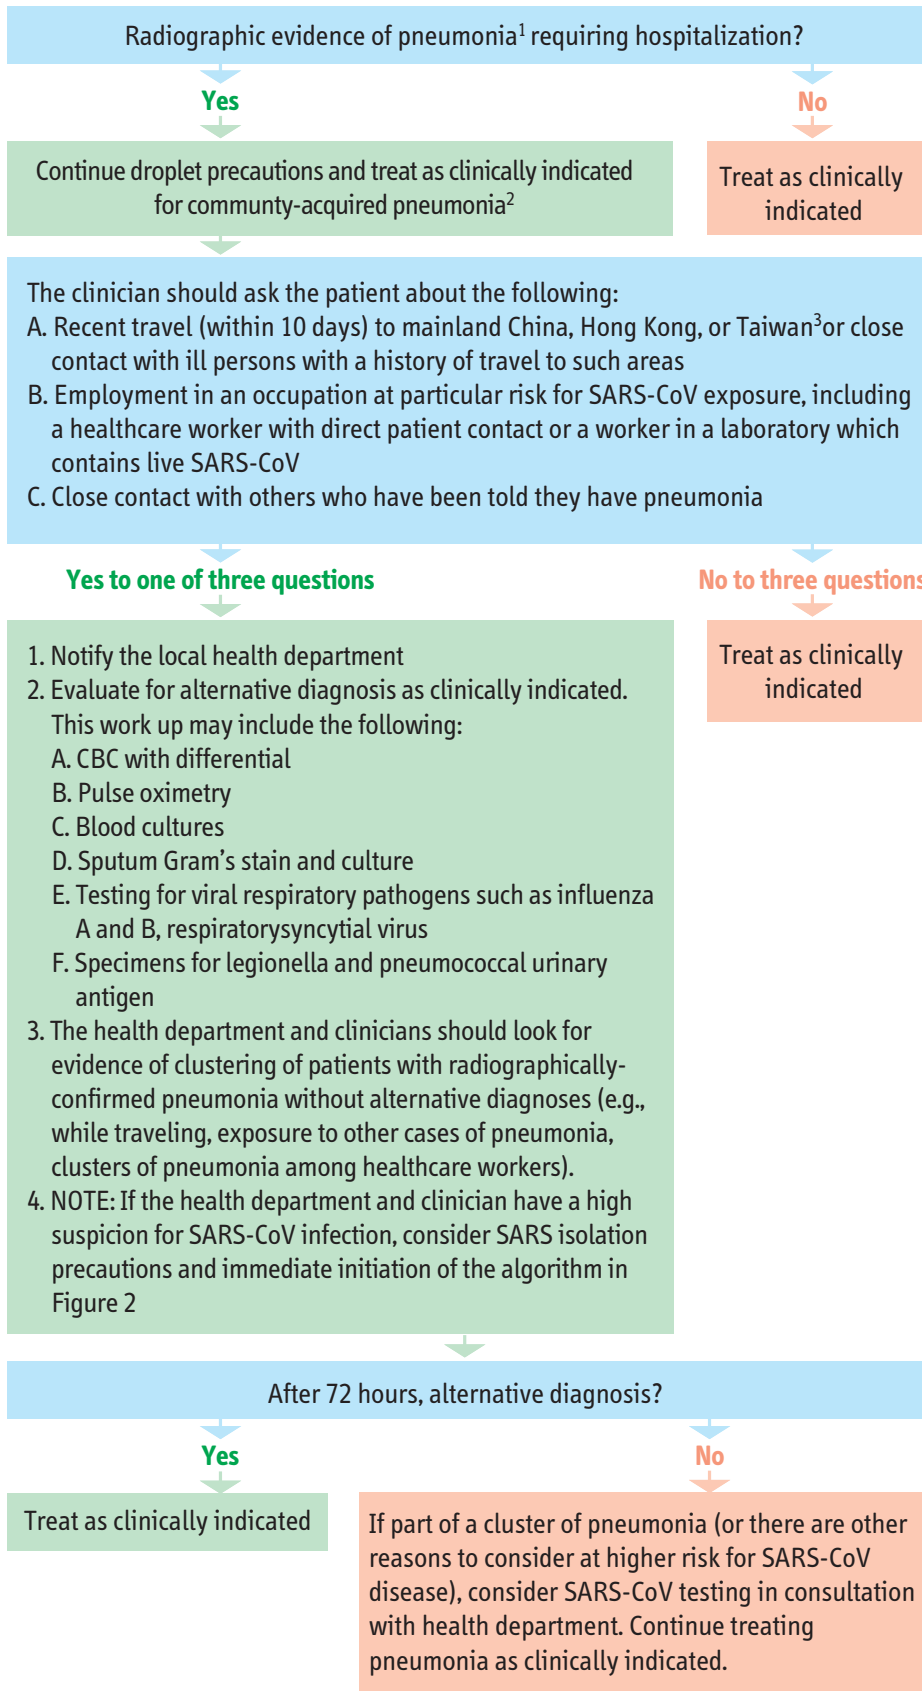 Radiographic evidence of pneumonia¹ requiring hospitalization?
Yes
No
Continue droplet precautions and treat as clinically indicated
for communty-acquired pneumonia²
Treat as clinically
indicated
The clinician should ask the patient about the following:
A. Recent travel (within 10 days) to mainland China, Hong Kong, or Taiwan³or close
contact with ill persons with a history of travel to such areas
B. Employment in an occupation at particular risk for SARS-CoV exposure, including
a healthcare worker with direct patient contact or a worker in a laboratory which
contains live SARS-CoV
C. Close contact with others who have been told they have pneumonia
Yes to one of three questions
No to three questions
1. Notify the local health department
2. Evaluate for alternative diagnosis as clinically indicated.
This work up may include the following:
A. CBC with differential
B. Pulse oximetry
C. Blood cultures
D. Sputum Gram's stain and culture
E. Testing for viral respiratory pathogens such as influenza
A and B, respiratorysyncytial virus
F. Specimens for legionella and pneumococcal urinary
antigen
3. The health department and clinicians should look for
evidence of clustering of patients with radiographically-
confirmed pneumonia without alternative diagnoses (e.g.,
while traveling, exposure to other cases of pneumonia,
clusters of pneumonia among healthcare workers).
4. NOTE: If the health department and clinician have a high
suspicion for SARS-CoV infection, consider SARS isolation
precautions and immediate initiation of the algorithm in
Figure 2
Treat as clinically
indicated
After 72 hours, alternative diagnosis?
Yes
No
Treat as clinically indicated
If part of a cluster of pneumonia (or there are other
reasons to consider at higher risk for SARS-CoV
disease), consider SARS-CoV testing in consultation
with health department. Continue treating
pneumonia as clinically indicated.